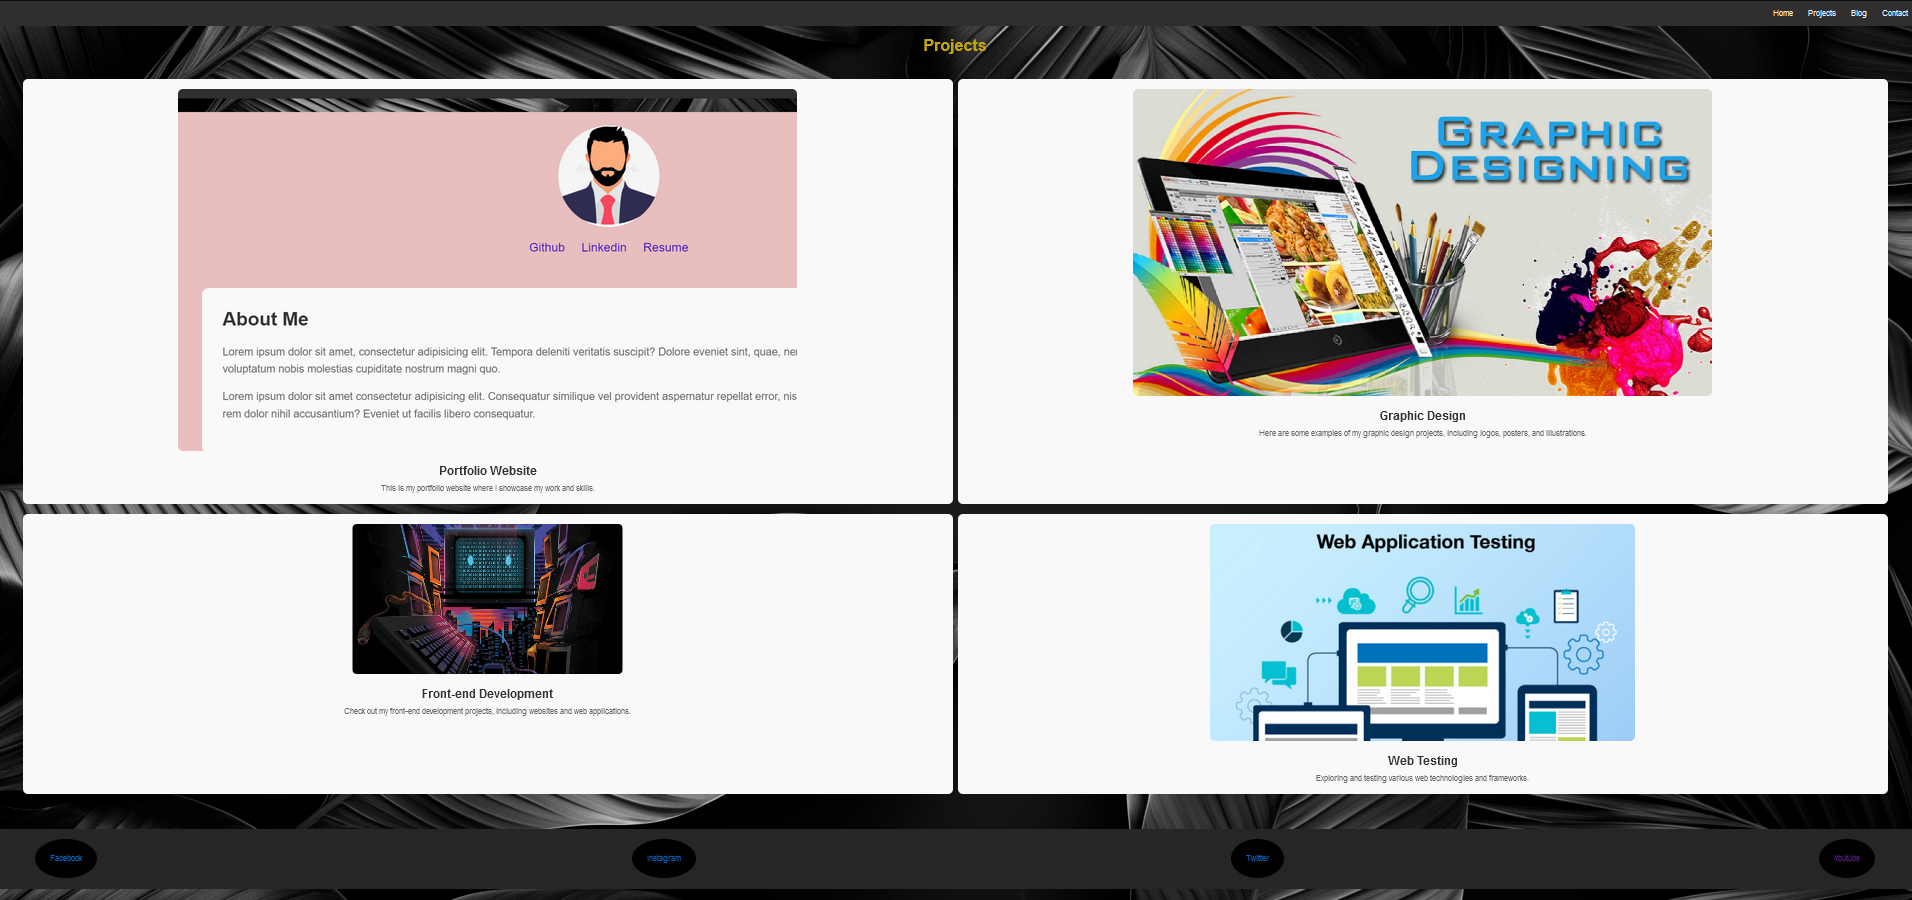 Home Projects Blog Contact
Projects
Github Linkedin Resume
About Me
Lorem ipsum dolor sit amet, consectetur adipisicing elit. Tempora deleniti veritatis suscipit? Dolore eveniet sint, quae, ner
voluptatum nobis molestias cupiditate nostrum magni quo.
Lorem ipsum dolor sit amet consectetur adipisicing elit. Consequatur similique vel provident aspernatur repellat error, nis
rem dolor nihil accusantium? Eveniet ut facilis libero consequatur.
Portfolio Website
This is my portfolio website where I showcase my work and skills.
GRAPHIC
DESIGNING
Graphic Design
Here are some examples of my graphic design projects, including logos, posters, and illustrations.
Front-end Development
Check out my front-end development projects, including websites and web applications.
Web Application Testing
Web Testing
Exploring and testing various web technologies and frameworks.
Facebook Instagram Twitter Youtube